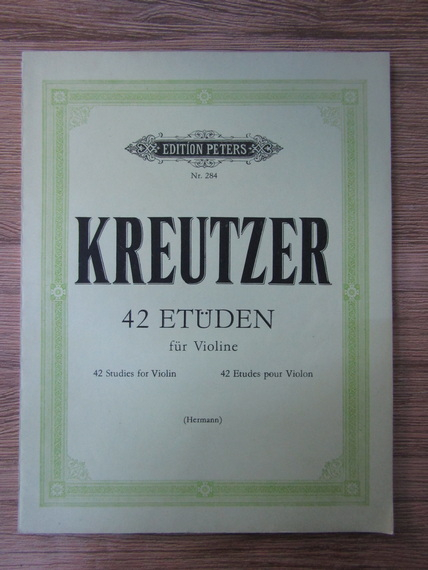 EDITION PETERS
Nr. 284
KREUTZER
42 ETÜDEN
für Violine
42 Studies for Violin 42 Etudes pour Violon
(Hermann)